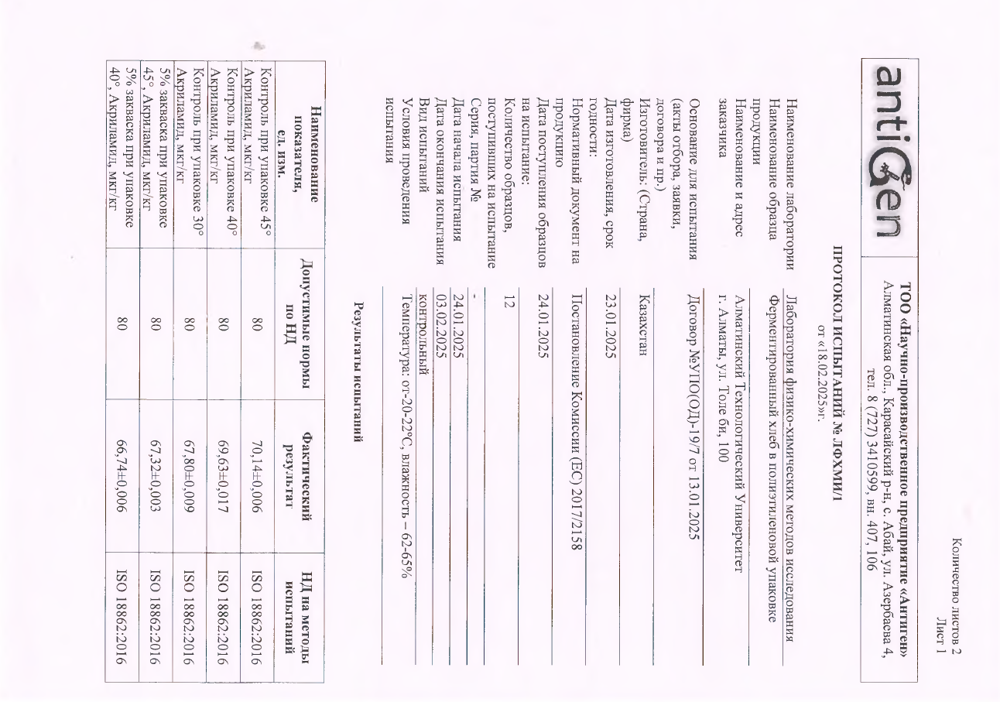 Количество листов 2
Лист 1
antiGen
ТОО «Научно-производственное предприятие «Антиген»
Алматинская обл., Карасайский р-н, с. Абай, ул. Азербаева 4,
тел. 8 (727) 3410599, вн. 407, 106
ПРОТОКОЛ ИСПЫТАНИЙ № ЛФХМИ/1
от «18.02.2025»г.
Наименование лаборатории Лаборатория физико-химических методов исследования
Наименование образца Ферментированный хлеб в полиэтиленовой упаковке
продукции
Наименование и адрес Алматинский Технологический Университет
заказчика г. Алматы, ул. Толе би, 100
Основание для испытания Договор №УПО(ОД)-19/7 от 13.01.2025
(акты отбора, заявки,
договора и пр.)
Изготовитель: (Страна, Казахстан
фирма)
Дата изготовления, срок 23.01.2025
годности:
Нормативный документ на Постановление Комиссии (ЕС) 2017/2158
продукцию
Дата поступления образцов 24.01.2025
на испытание:
Количество образцов, 12
поступивших на испытание
Серия, партия № -
Дата начала испытания 24.01.2025
Дата окончания испытания 03.02.2025
Вид испытаний контрольный
Условия проведения Температура: от-20-22°С, влажность – 62-65%
испытания
Результаты испытаний
Наименование Допустимые нормы Фактический НД на методы
показателя, по НД результат испытаний
ед. изм.
Контроль при упаковке 45° 80 70,14±0,006 ISO 18862:2016
Акриламид, мкг/кг
Контроль при упаковке 40° 80 69,63±0,017 ISO 18862:2016
Акриламид, мкг/кг
Контроль при упаковке 30° 80 67,80±0,009 ISO 18862:2016
Акриламид, мкг/кг
5% закваска при упаковке 80 67,32±0,003 ISO 18862:2016
45°, Акриламид, мкг/кг
5% закваска при упаковке 80 66,74±0,006 ISO 18862:2016
40°, Акриламид, мкг/кг